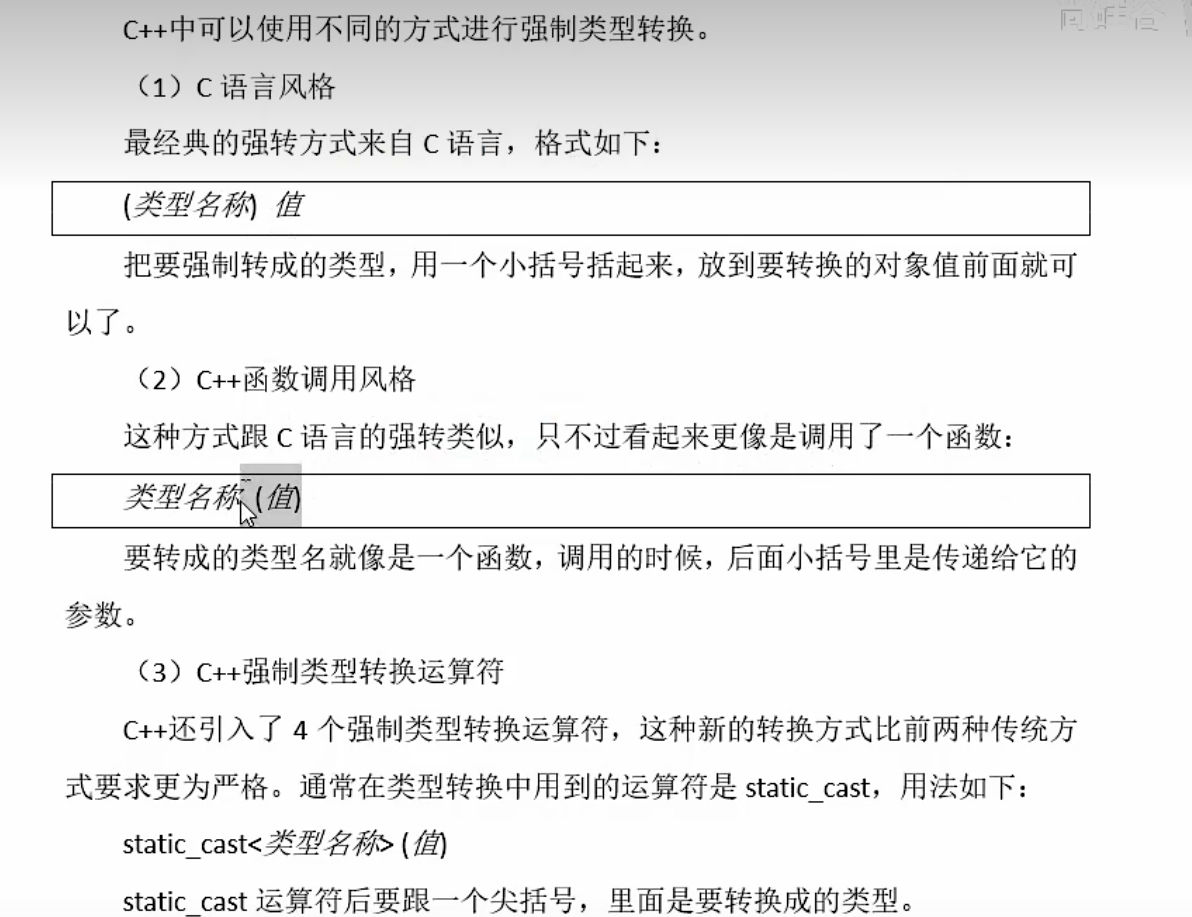 C++中可以使用不同的方式进行强制类型转换。
（1）C 语言风格
最经典的强转方式来自 C 语言，格式如下：
(类型名称) 值
把要强制转成的类型，用一个小括号括起来，放到要转换的对象值前面就可
以了。
（2）C++函数调用风格
这种方式跟 C 语言的强转类似，只不过看起来更像是调用了一个函数：
类型名称 (值)
要转成的类型名就像是一个函数，调用的时候，后面小括号里是传递给它的
参数。
（3）C++强制类型转换运算符
C++还引入了 4 个强制类型转换运算符，这种新的转换方式比前两种传统方
式要求更为严格。通常在类型转换中用到的运算符是 static_cast，用法如下：
static_cast<类型名称> (值)
static_cast 运算符后要跟一个尖括号，里面是要转换成的类型。